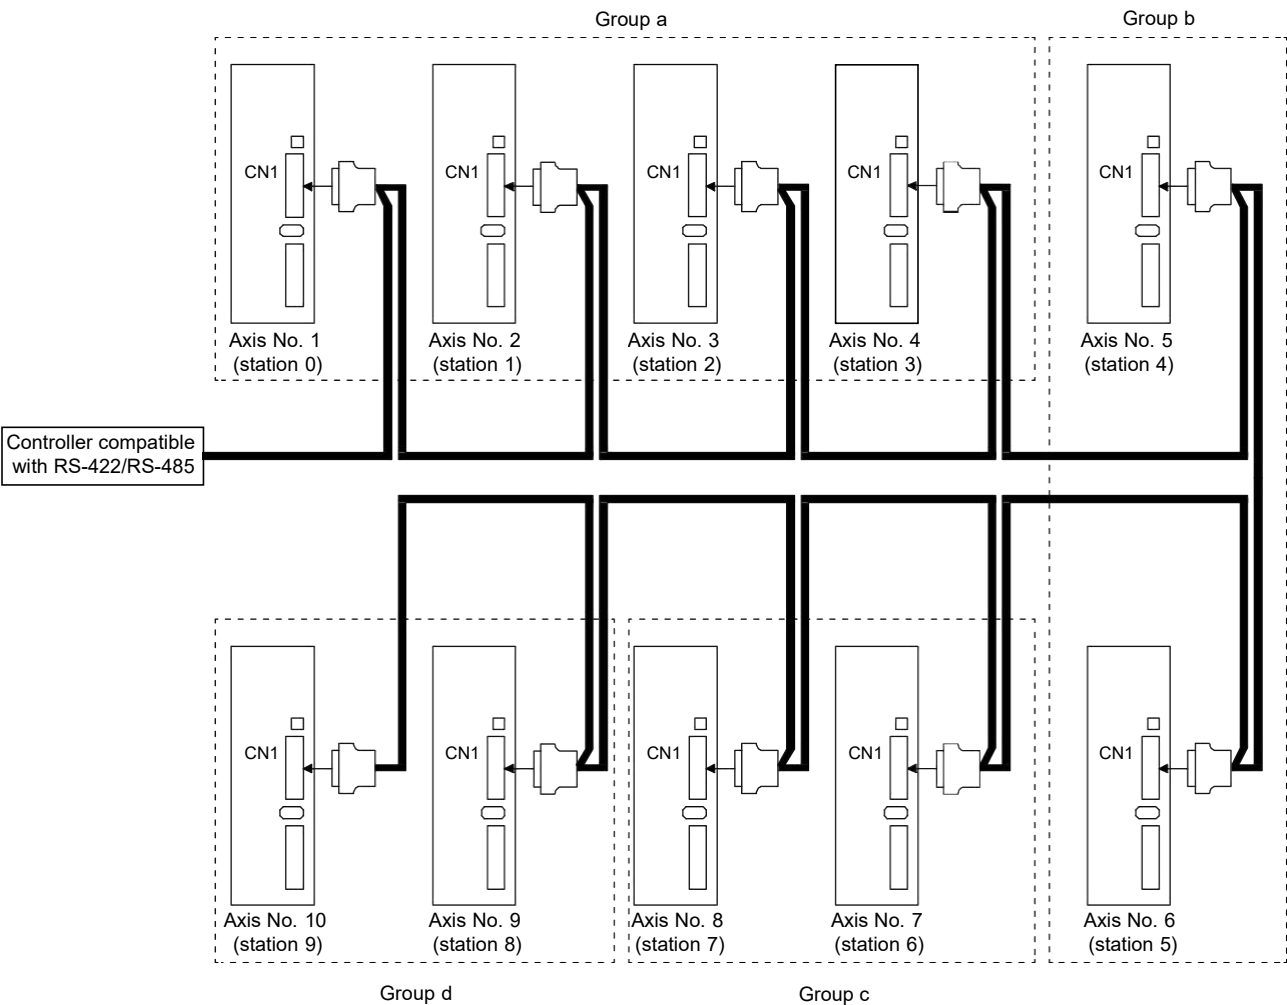 Group a
Group b
CN1
CN1
CN1
CN1
CN1
Axis No. 1
(station 0)
Axis No. 2
(station 1)
Axis No. 3
(station 2)
Axis No. 4
(station 3)
Axis No. 5
(station 4)
Controller compatible
with RS-422/RS-485
CN1
CN1
CN1
CN1
CN1
Axis No. 10
(station 9)
Axis No. 9
(station 8)
Axis No. 8
(station 7)
Axis No. 7
(station 6)
Axis No. 6
(station 5)
Group d
Group c